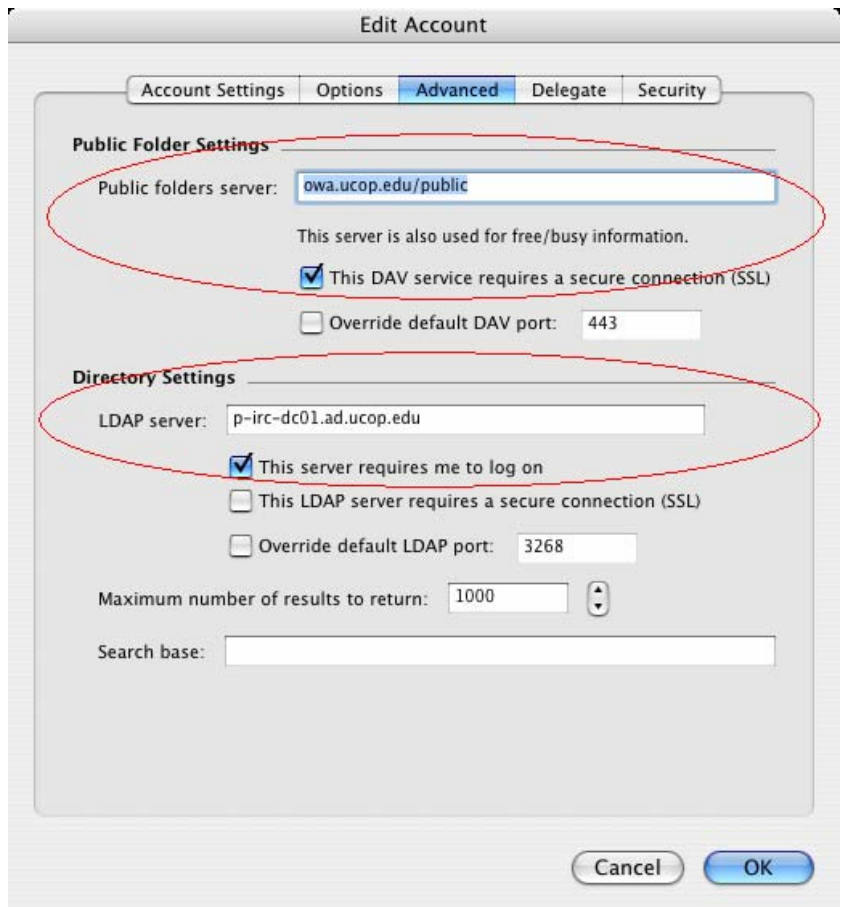 Edit Account
Account Settings Options Advanced Delegate Security
Public Folder Settings
Public folders server: owa.ucop.edu/public
This server is also used for free/busy information.
This DAV service requires a secure connection (SSL)
Override default DAV port: 443
Directory Settings
LDAP server: p-irc-dc01.ad.ucop.edu
This server requires me to log on
This LDAP server requires a secure connection (SSL)
Override default LDAP port: 3268
Maximum number of results to return: 1000
Search base:
Cancel OK